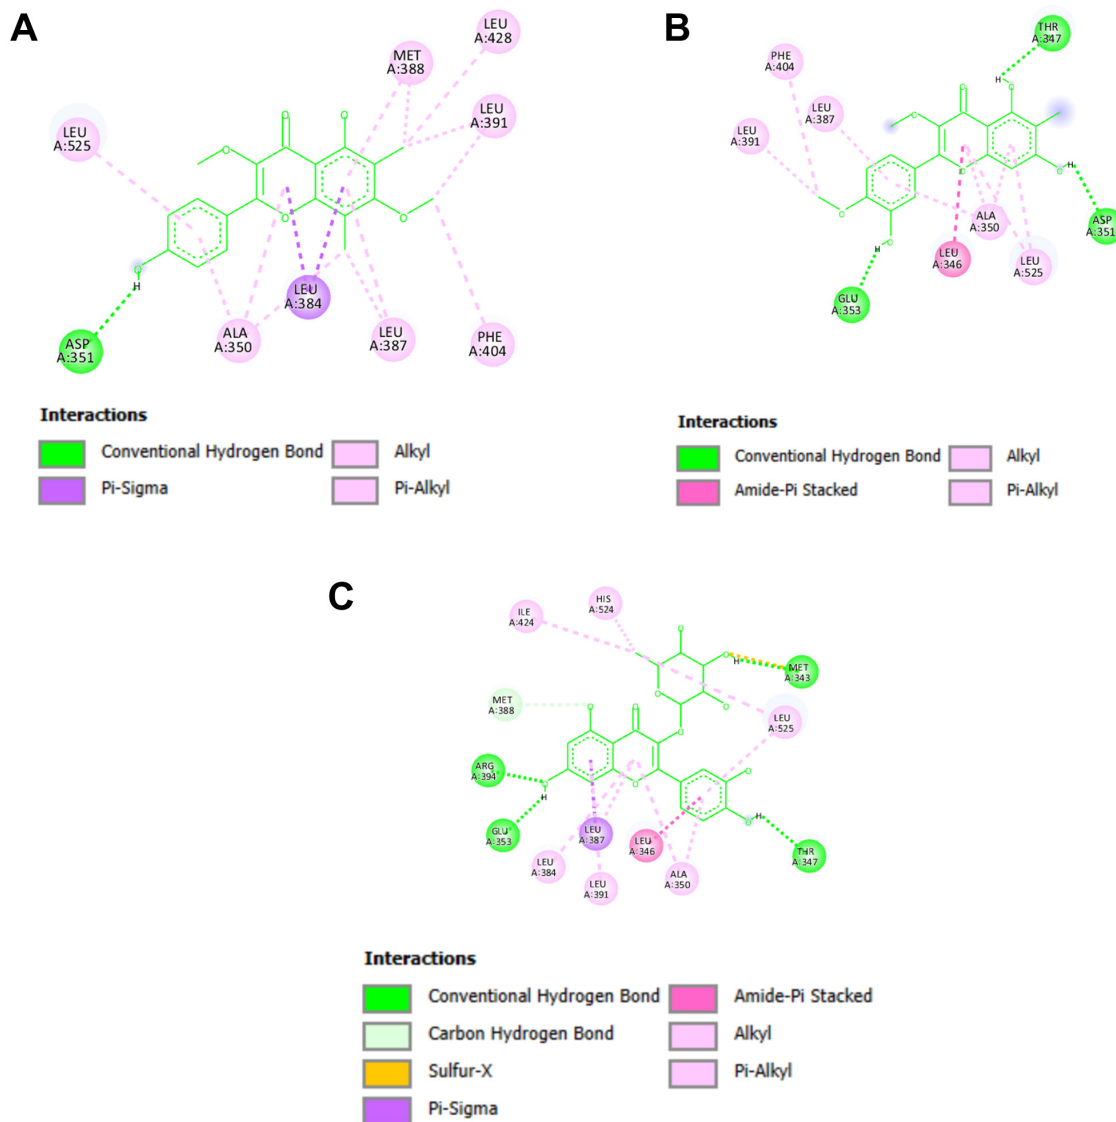 A
LEU
A:428
MET
A:388
LEU
A:391
LEU
A:525
O
O
O
O
O
O
H
LEU
A:384
ASP
A:351
ALA
A:350
LEU
A:387
PHE
A:404
Interactions
Conventional Hydrogen Bond
Alkyl
Pi-Sigma
Pi-Alkyl
B
THR
A:347
PHE
A:404
LEU
A:387
LEU
A:391
H
O
O
O
O
O
H
O
O
H
ALA
A:350
ASP
A:351
LEU
A:346
LEU
A:525
GLU
A:353
Interactions
Conventional Hydrogen Bond
Alkyl
Amide-Pi Stacked
Pi-Alkyl
C
HIS
A:524
ILE
A:424
O
O
H
MET
A:343
MET
A:388
O
O
LEU
A:525
O
O
O
ARG
A:394
O
H
O
O
GLU
A:353
LEU
A:387
LEU
A:346
O
H
THR
A:347
LEU
A:384
LEU
A:391
ALA
A:350
Interactions
Conventional Hydrogen Bond
Amide-Pi Stacked
Carbon Hydrogen Bond
Alkyl
Sulfur-X
Pi-Alkyl
Pi-Sigma